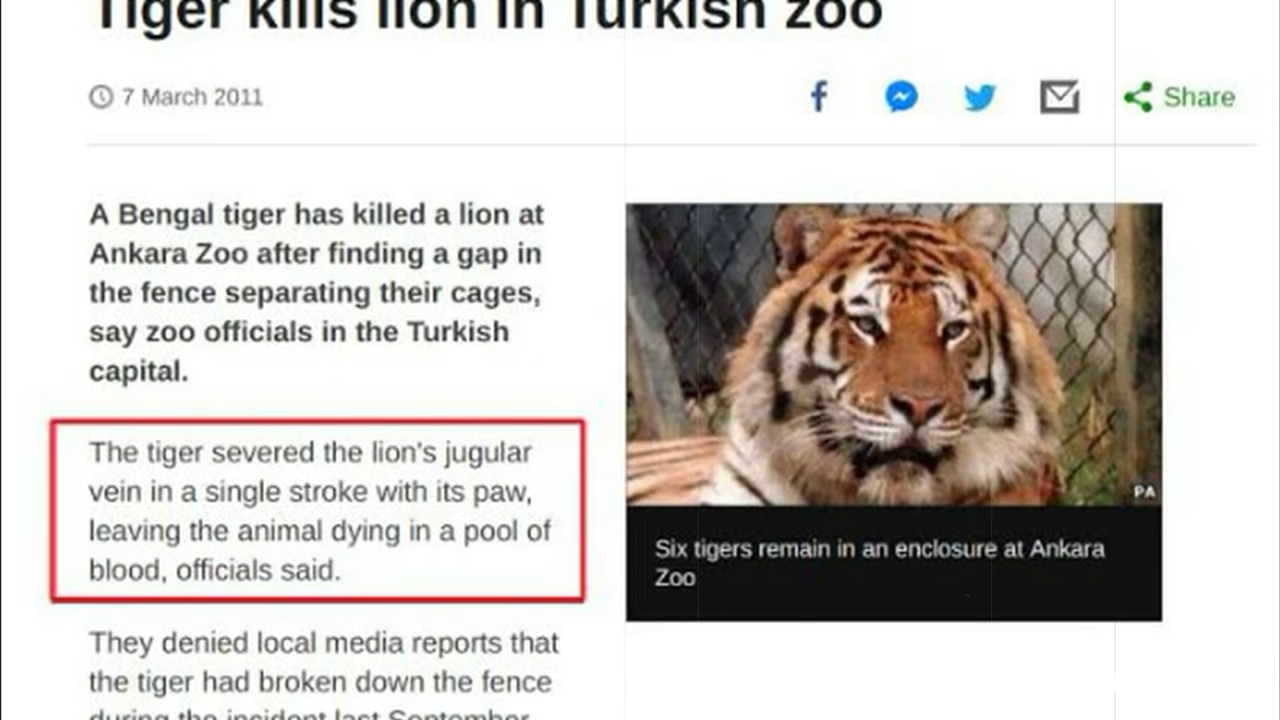 Tiger kills lion in Turkish zoo
7 March 2011
Share
A Bengal tiger has killed a lion at
Ankara Zoo after finding a gap in
the fence separating their cages,
say zoo officials in the Turkish
capital.
The tiger severed the lion's jugular
vein in a single stroke with its paw,
leaving the animal dying in a pool of
blood, officials said.
They denied local media reports that
the tiger had broken down the fence
during the incident last September.
PA
Six tigers remain in an enclosure at Ankara
Zoo